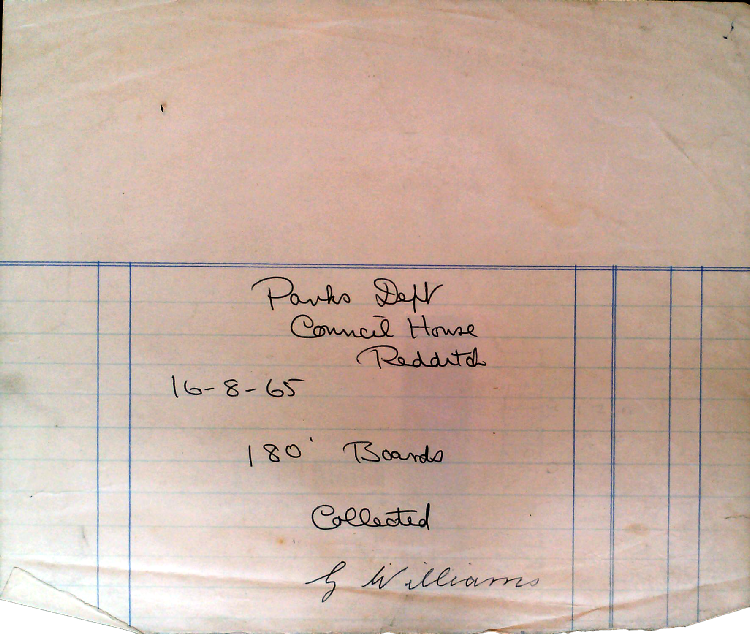 Parks Dept
Council House
Redditch
16-8-65
180' Boards
Collected
G Williams